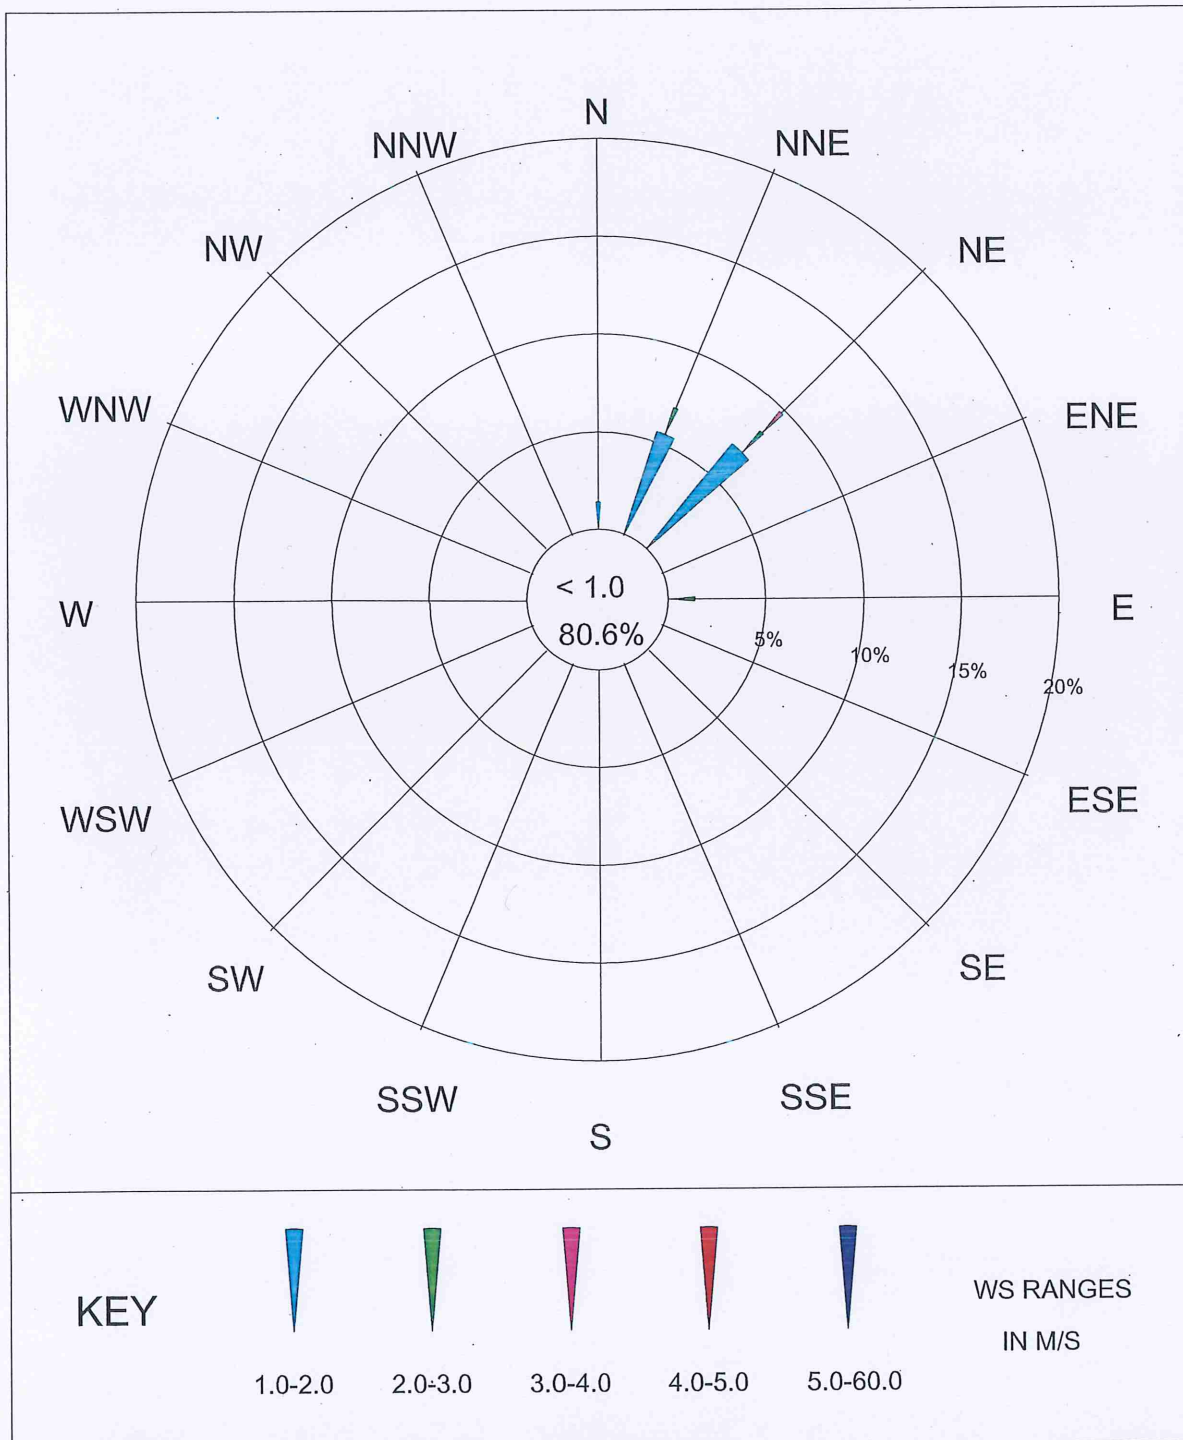 N
NNW
NNE
NW
NE
WNW
ENE
< 1.0
W
E
80.6%
5%
10%
15%
20%
WSW
ESE
SW
SE
SSW
SSE
S
KEY
WS RANGES
IN M/S
1.0-2.0
2.0-3.0
3.0-4.0
4.0-5.0
5.0-60.0